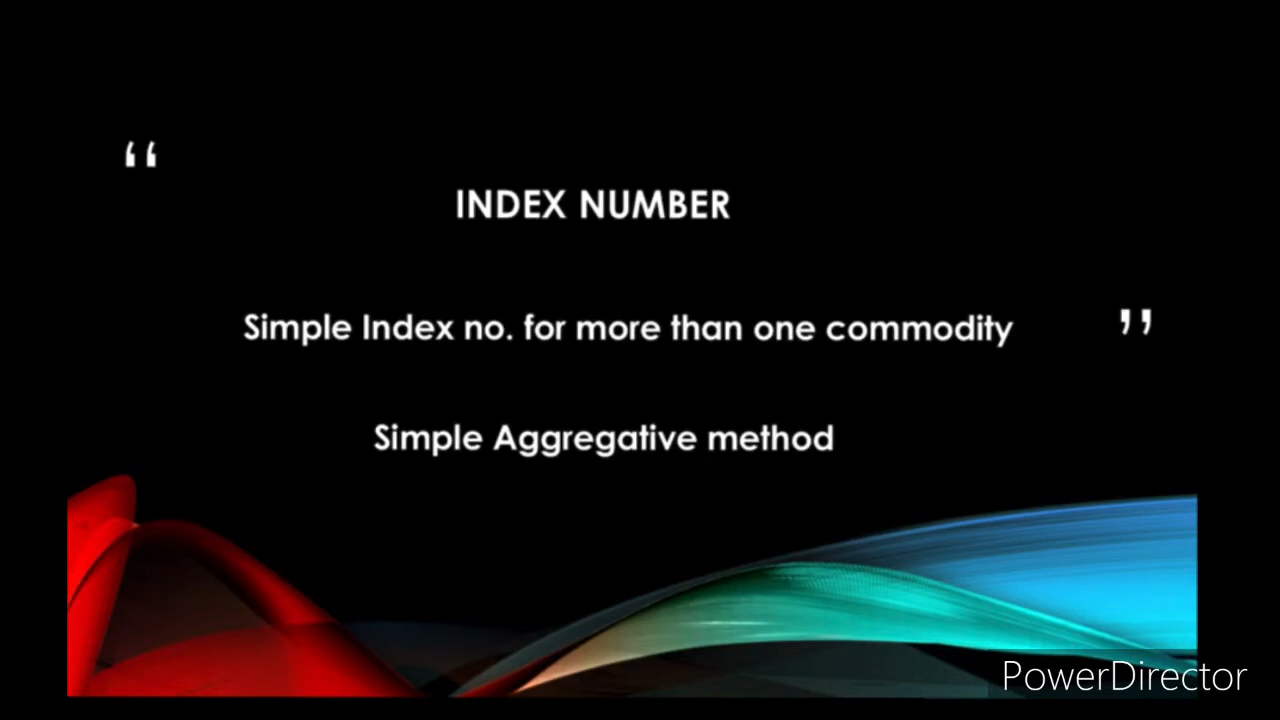 “
INDEX NUMBER
Simple Index no. for more than one commodity ”
Simple Aggregative method
PowerDirector